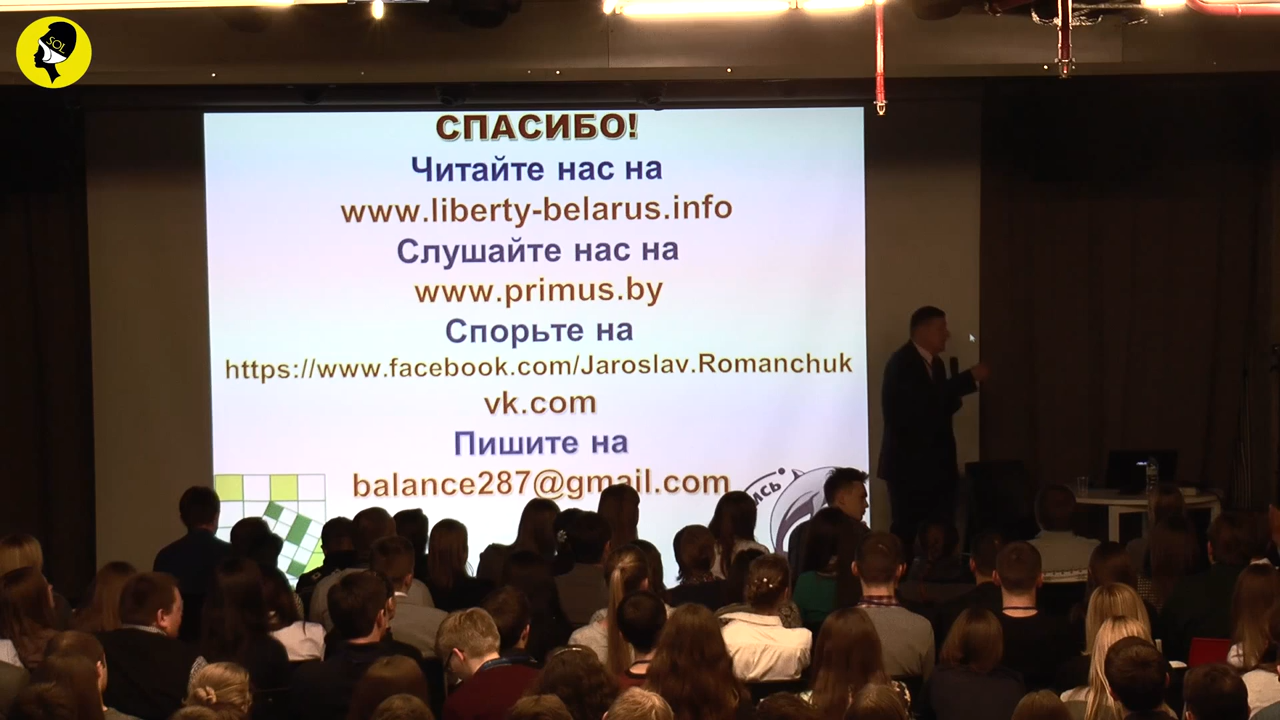 SOL
СПАСИБО!
Читайте нас на
www.liberty-belarus.info
Слушайте нас на
www.primus.by
Спорьте на
https://www.facebook.com/Jaroslav.Romanchuk
vk.com
Пишите на
balance287@gmail.com